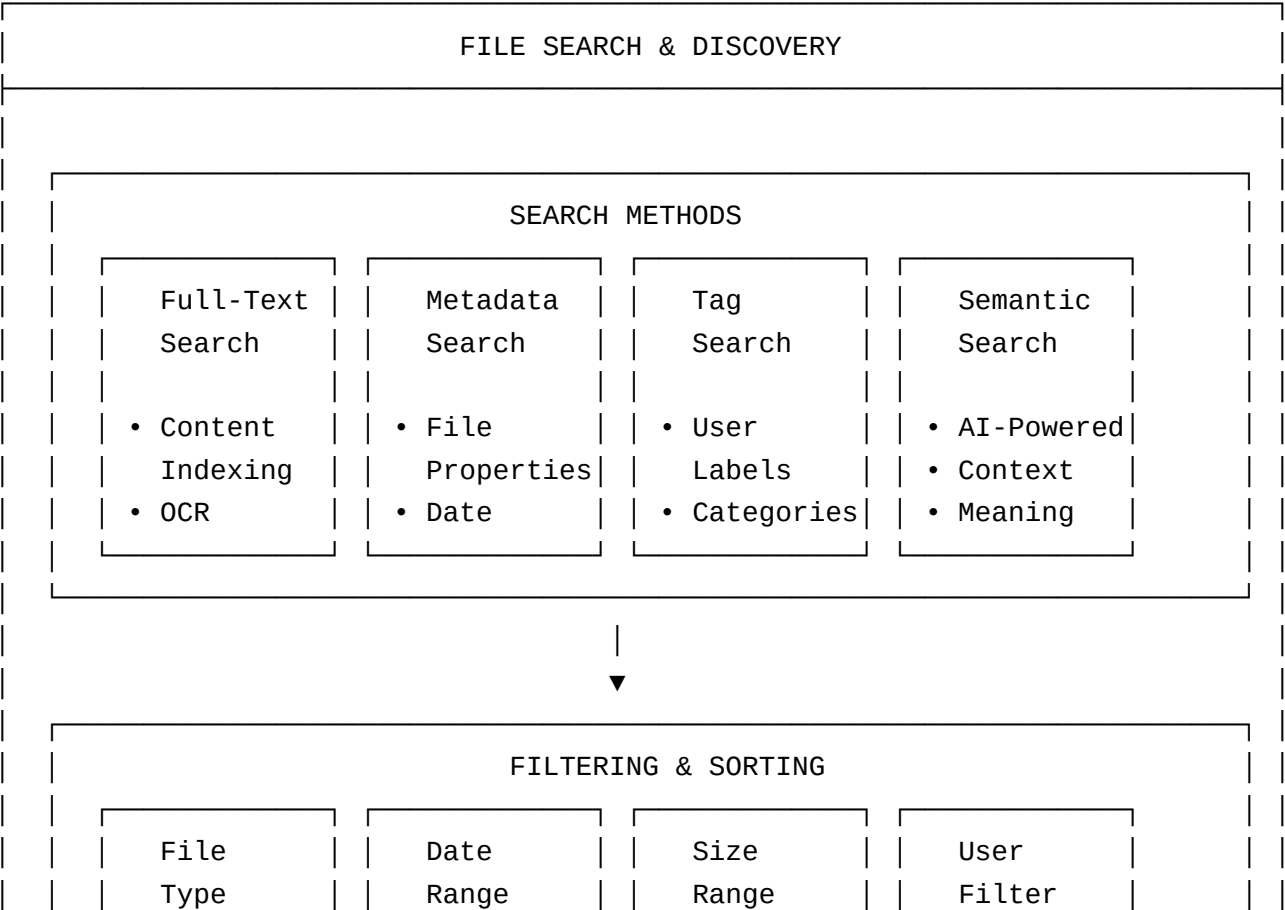 FILE SEARCH & DISCOVERY
SEARCH METHODS
Full-Text Metadata Tag Semantic
Search Search Search Search
• Content • File • User • AI-Powered
Indexing Properties Labels • Context
• OCR • Date • Categories • Meaning
▼
FILTERING & SORTING
File Date Size User
Type Range Range Filter